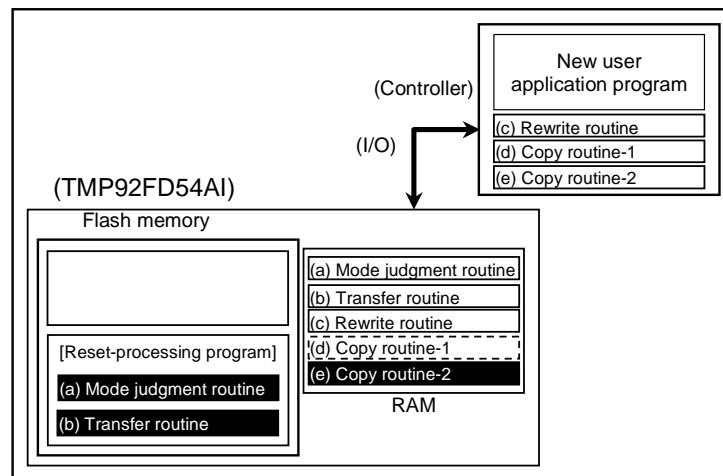 New user
application program
(Controller)
(c) Rewrite routine
(d) Copy routine-1
(e) Copy routine-2
(I/O)
(TMP92FD54AI)
Flash memory
[Reset-processing program]
(a) Mode judgment routine
(b) Transfer routine
(a) Mode judgment routine
(b) Transfer routine
(c) Rewrite routine
(d) Copy routine-1
(e) Copy routine-2
RAM